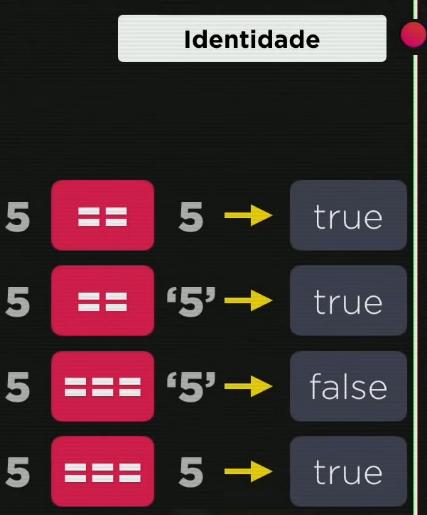 Identidade
5 == 5 → true
5 == ‘5’ → true
5 === ‘5’ → false
5 === 5 → true